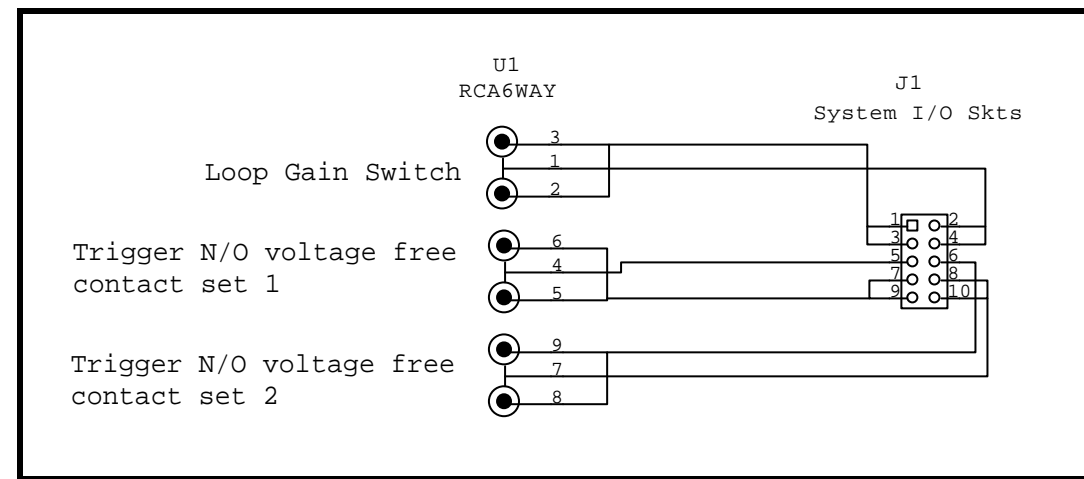 U1
RCA6WAY
J1
System I/O Skts
Loop Gain Switch
3
1
2
Trigger N/O voltage free
contact set 1
6
4
5
Trigger N/O voltage free
contact set 2
9
7
8
1 2
3 4
5 6
7 8
9 10